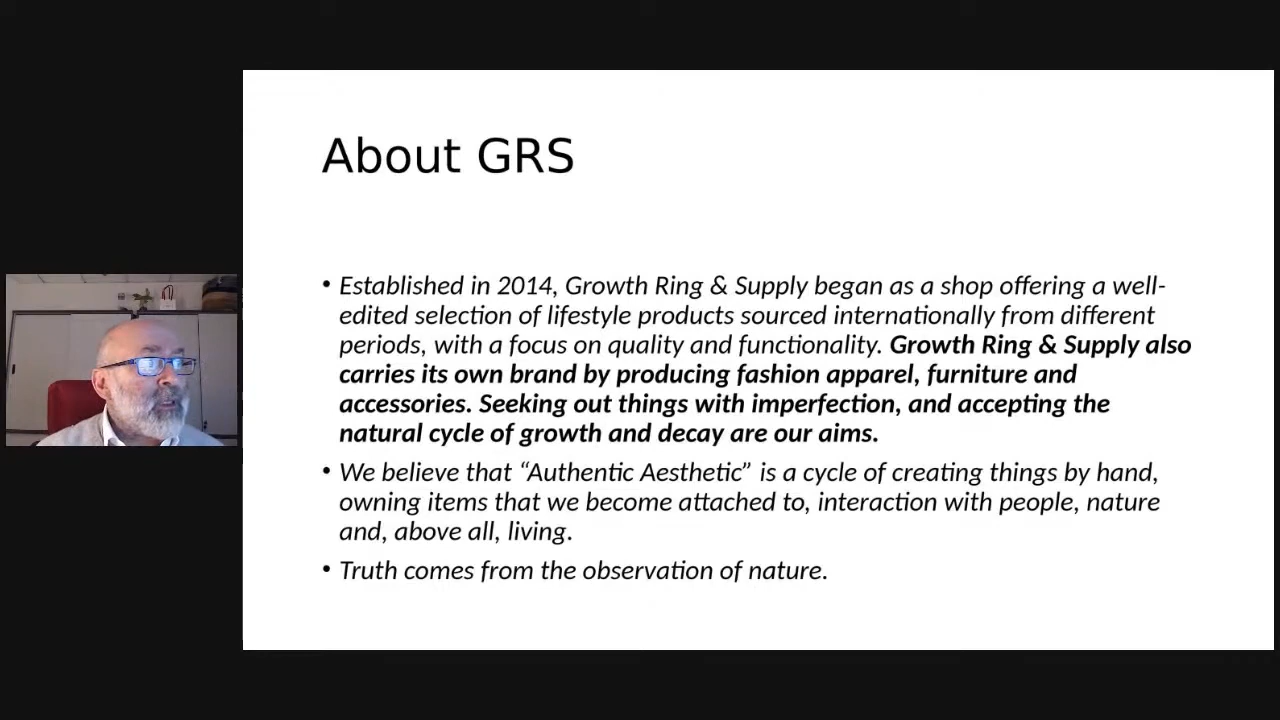 About GRS
• Established in 2014, Growth Ring & Supply began as a shop offering a well-
edited selection of lifestyle products sourced internationally from different
periods, with a focus on quality and functionality. Growth Ring & Supply also
carries its own brand by producing fashion apparel, furniture and
accessories. Seeking out things with imperfection, and accepting the
natural cycle of growth and decay are our aims.
• We believe that “Authentic Aesthetic” is a cycle of creating things by hand,
owning items that we become attached to, interaction with people, nature
and, above all, living.
• Truth comes from the observation of nature.